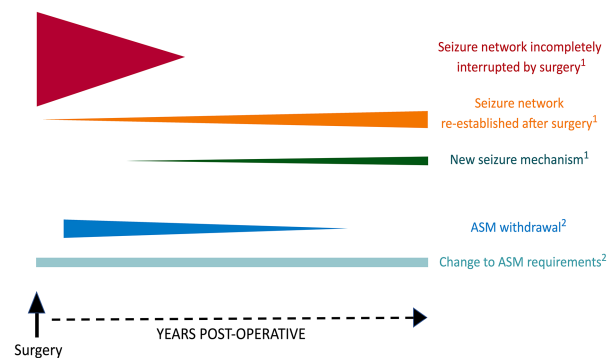 Seizure network incompletely
interrupted by surgery1
Seizure network
re-established after surgery1
New seizure mechanism1
ASM withdrawal2
Change to ASM requirements2
YEARS POST-OPERATIVE
Surgery